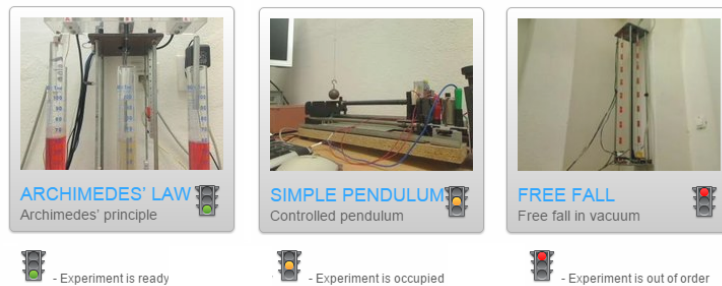 ARCHIMEDES' LAW
Archimedes' principle
SIMPLE PENDULUM
Controlled pendulum
FREE FALL
Free fall in vacuum
- Experiment is ready
- Experiment is occupied
- Experiment is out of order